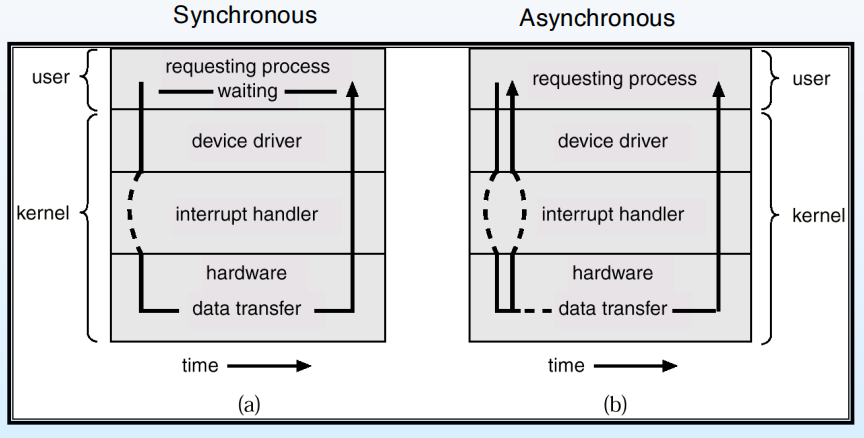 Synchronous
Asynchronous
user
requesting process
waiting
device driver
kernel
interrupt handler
hardware
data transfer
time
(a)
requesting process
user
device driver
interrupt handler
kernel
hardware
data transfer
time
(b)